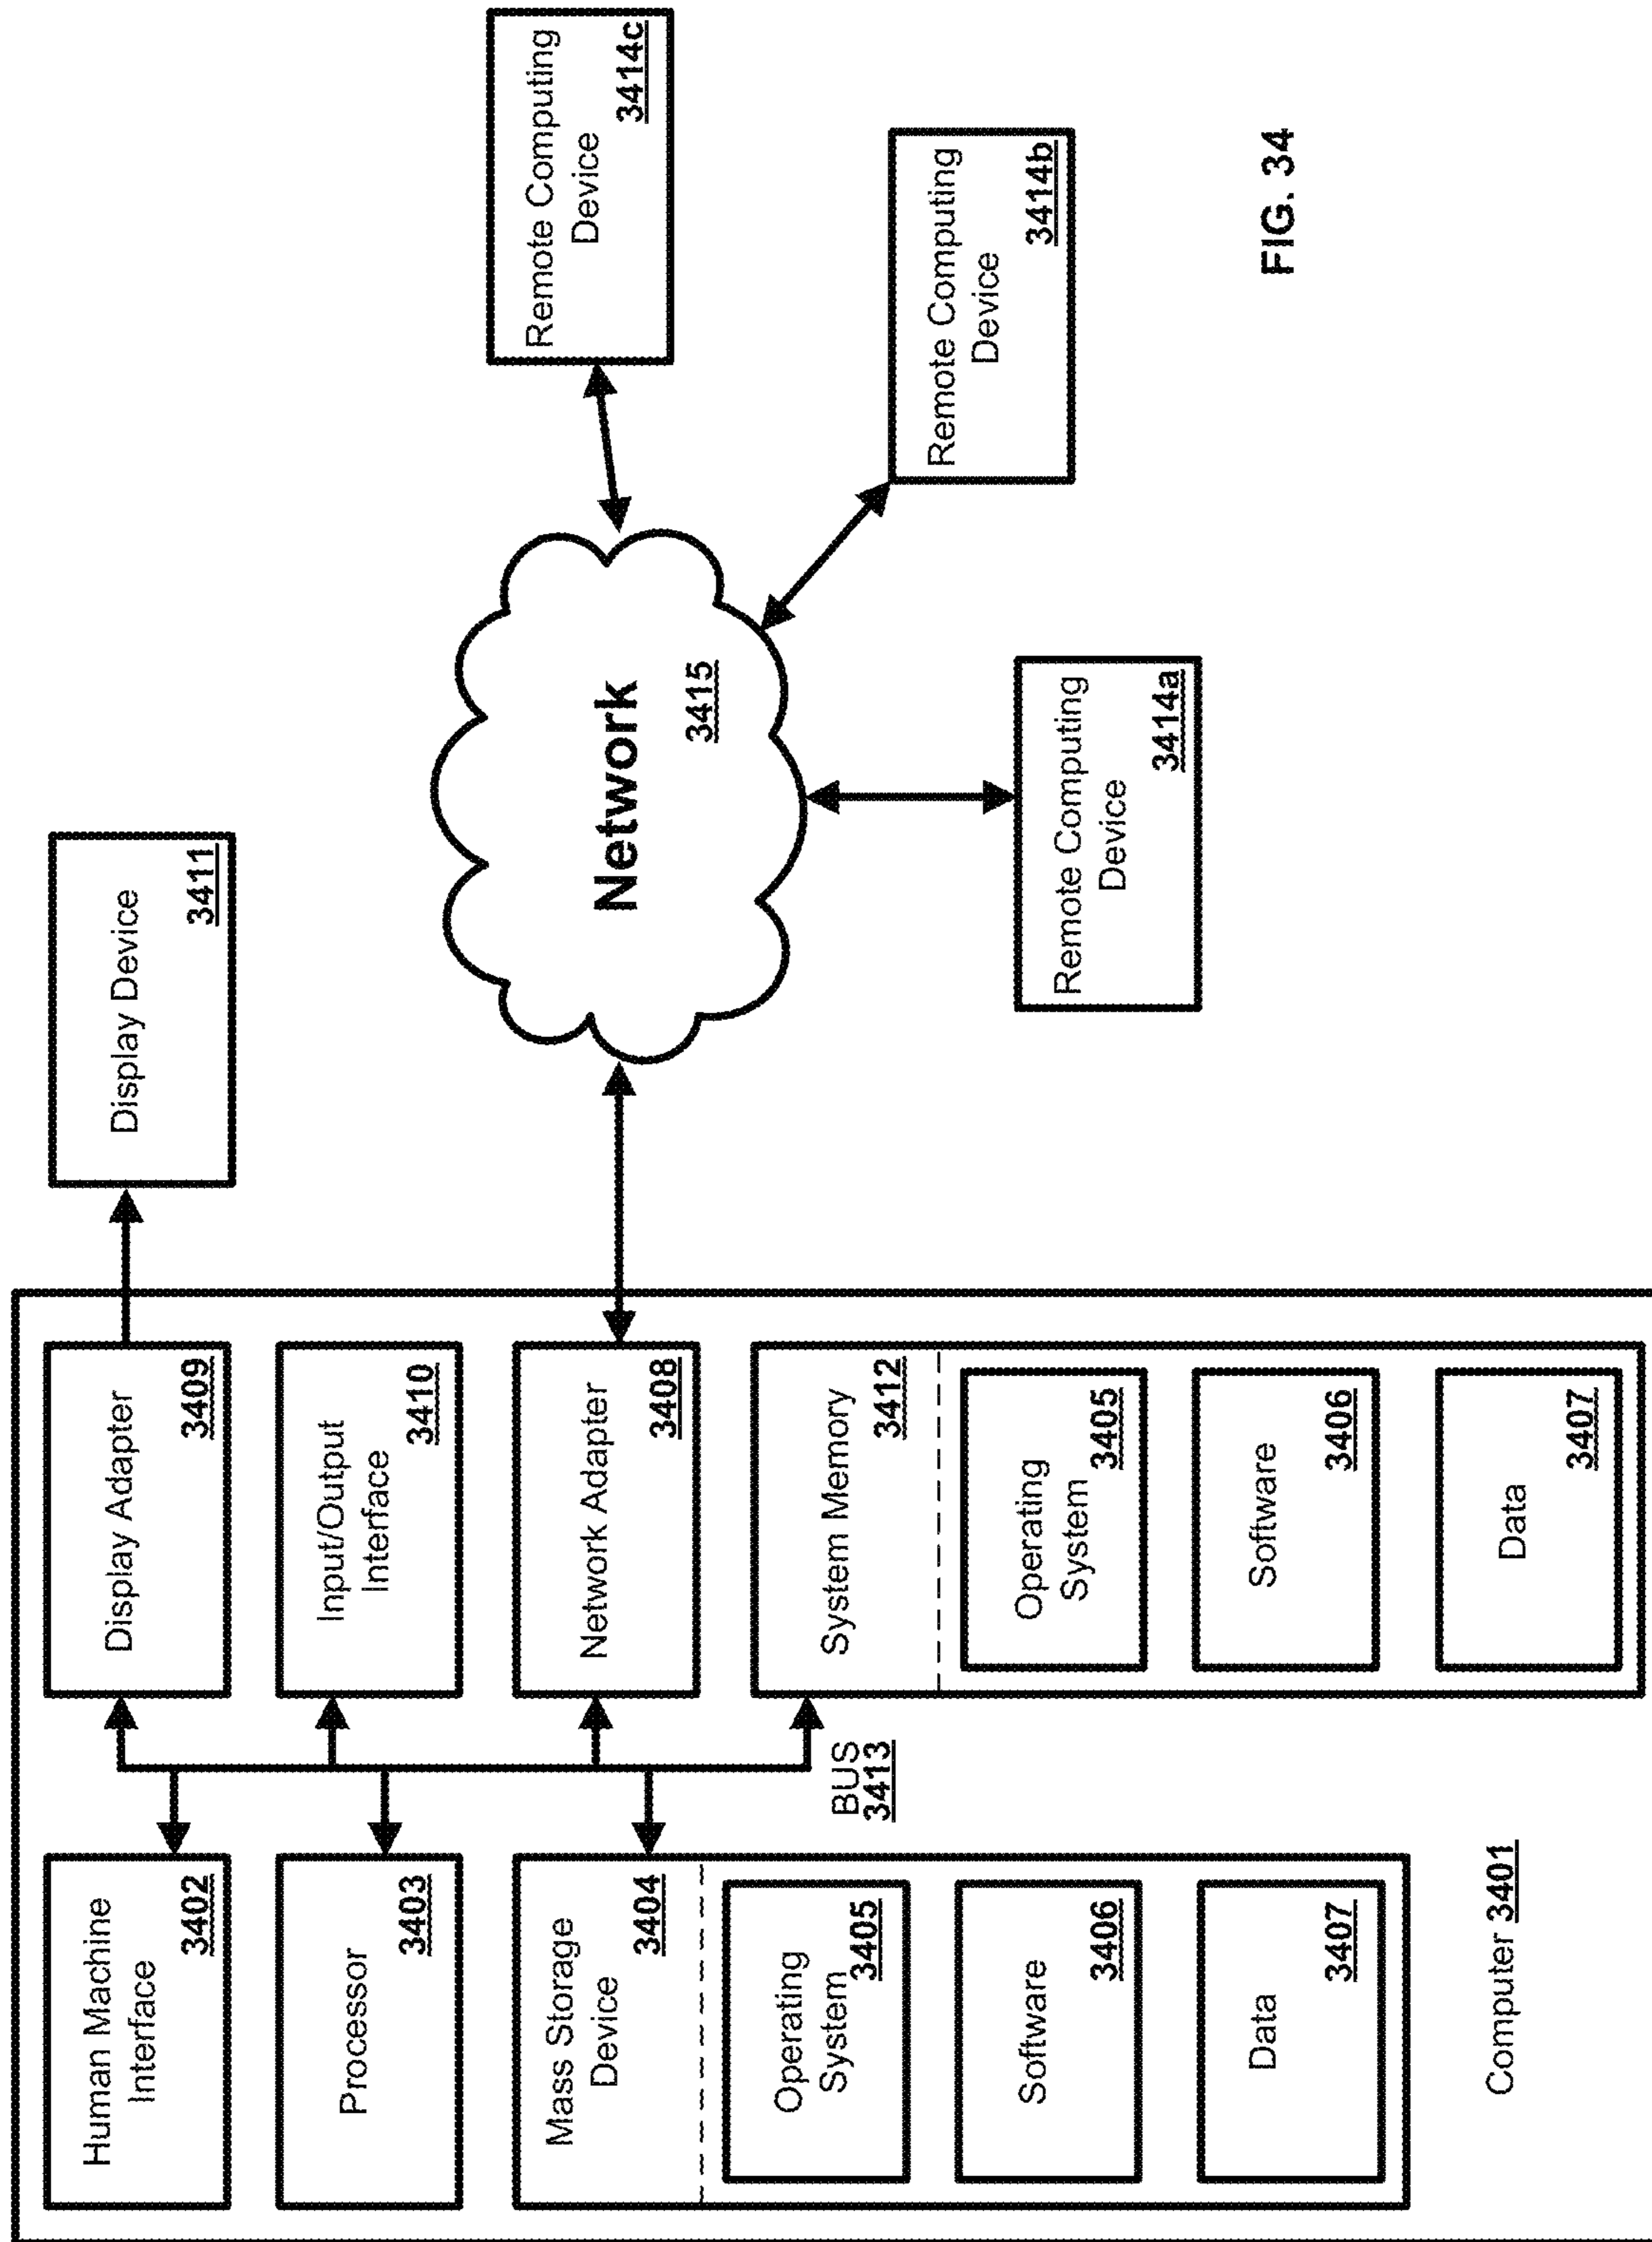 Human Machine
Interface
3402
Processor
3403
Mass Storage
Device
3404
Operating
System
3405
Software
3406
Data
3407
Computer 3401
BUS
3413
Display Adapter
3409
Input/Output
Interface
3410
Network Adapter
3408
System Memory
3412
Operating
System
3405
Software
3406
Data
3407
Display Device
3411
Network
3415
Remote Computing
Device
3414a
Remote Computing
Device
3414b
Remote Computing
Device
3414c
FIG. 34